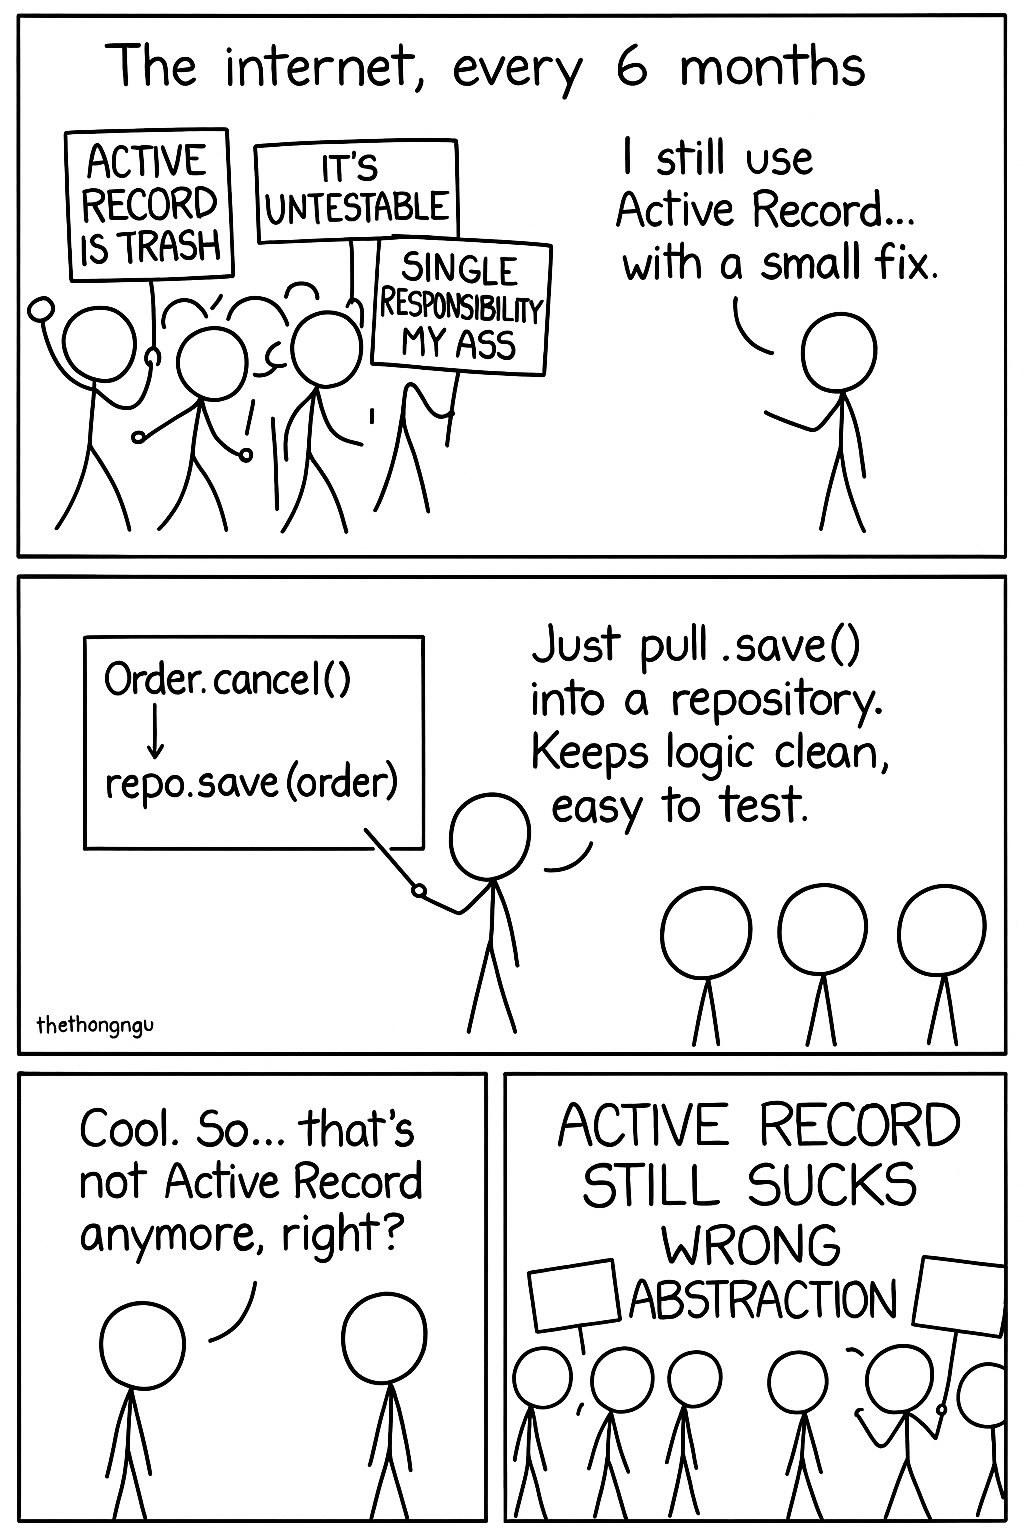 The internet, every 6 months
ACTIVE
RECORD
IS TRASH
IT'S
UNTESTABLE
SINGLE
RESPONSIBILITY
MY ASS
I still use
Active Record...
with a small fix.
Order.cancel()
repo.save(order)
Just pull .save()
into a repository.
Keeps logic clean,
easy to test.
thethongngu
Cool. So... that's
not Active Record
anymore, right?
ACTIVE RECORD
STILL SUCKS
WRONG
ABSTRACTION